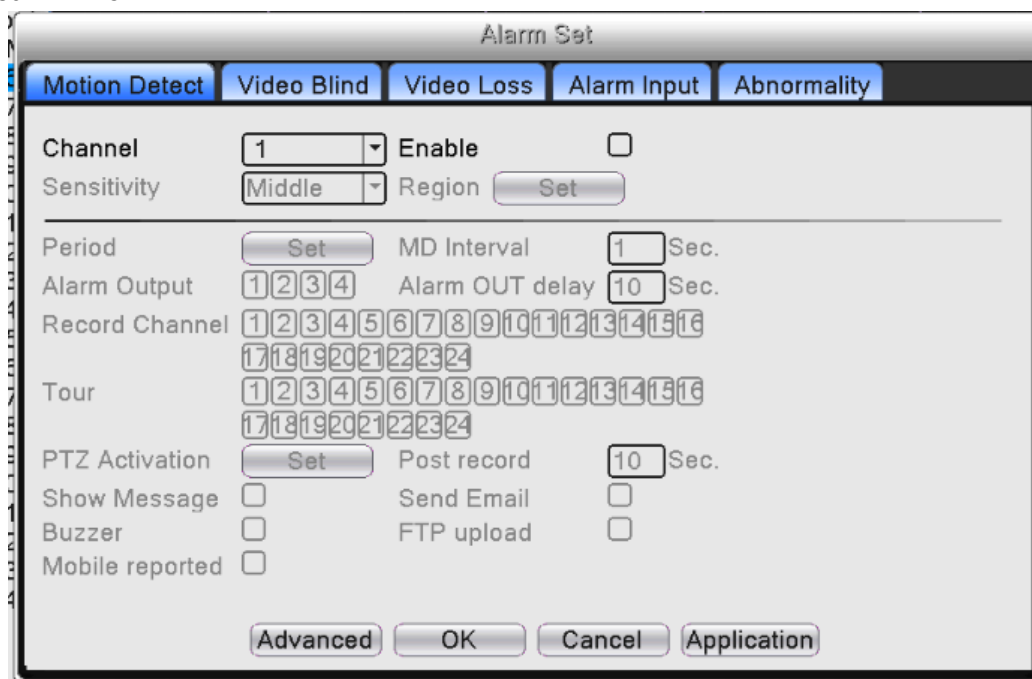 Alarm Set
Motion Detect Video Blind Video Loss Alarm Input Abnormality
Channel 1 Enable
Sensitivity Middle Region Set
Period Set MD Interval 1 Sec.
Alarm Output 1 2 3 4 Alarm OUT delay 10 Sec.
Record Channel 1 2 3 4 5 6 7 8 9 10 11 12 13 14 15 16
17 18 19 20 21 22 23 24
Tour 1 2 3 4 5 6 7 8 9 10 11 12 13 14 15 16
17 18 19 20 21 22 23 24
PTZ Activation Set Post record 10 Sec.
Show Message Send Email
Buzzer FTP upload
Mobile reported
Advanced OK Cancel Application